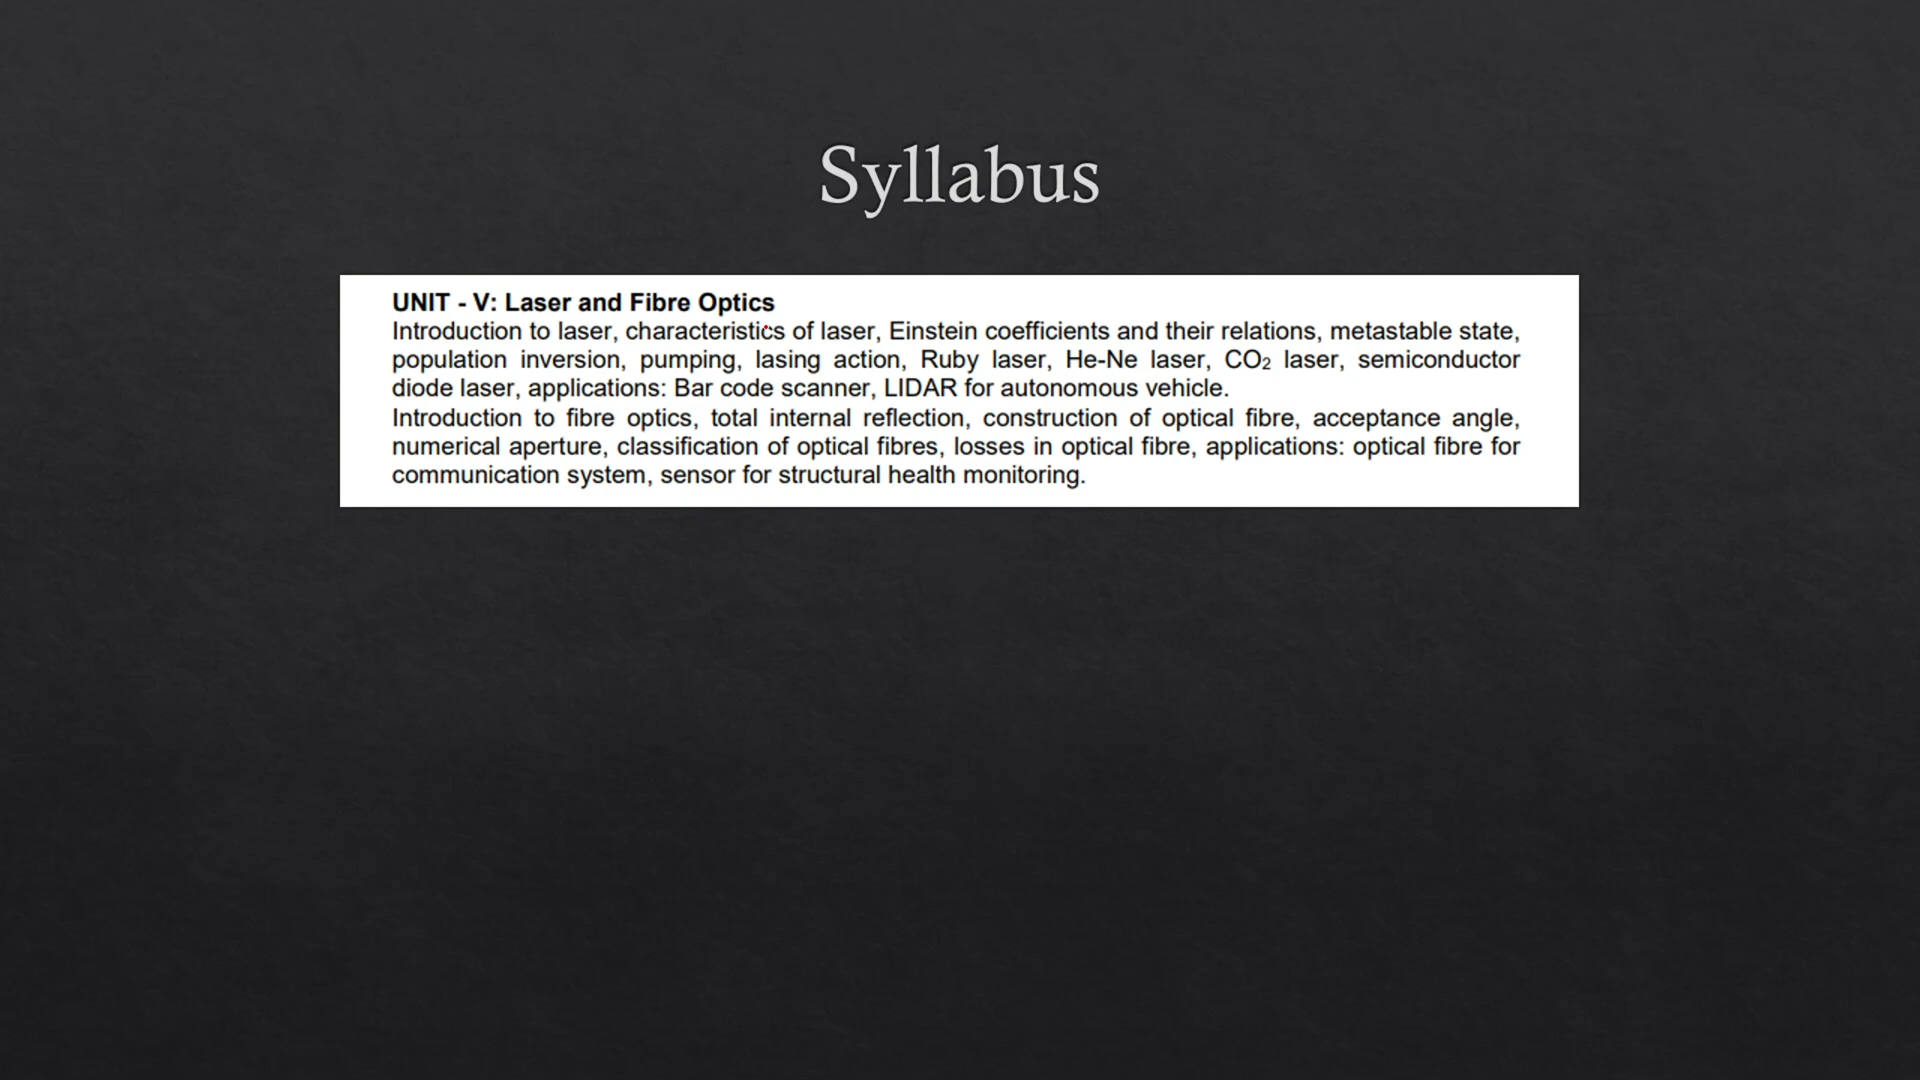 Syllabus
UNIT - V: Laser and Fibre Optics
Introduction to laser, characteristics of laser, Einstein coefficients and their relations, metastable state,
population inversion, pumping, lasing action, Ruby laser, He-Ne laser, CO₂ laser, semiconductor
diode laser, applications: Bar code scanner, LIDAR for autonomous vehicle.
Introduction to fibre optics, total internal reflection, construction of optical fibre, acceptance angle,
numerical aperture, classification of optical fibres, losses in optical fibre, applications: optical fibre for
communication system, sensor for structural health monitoring.